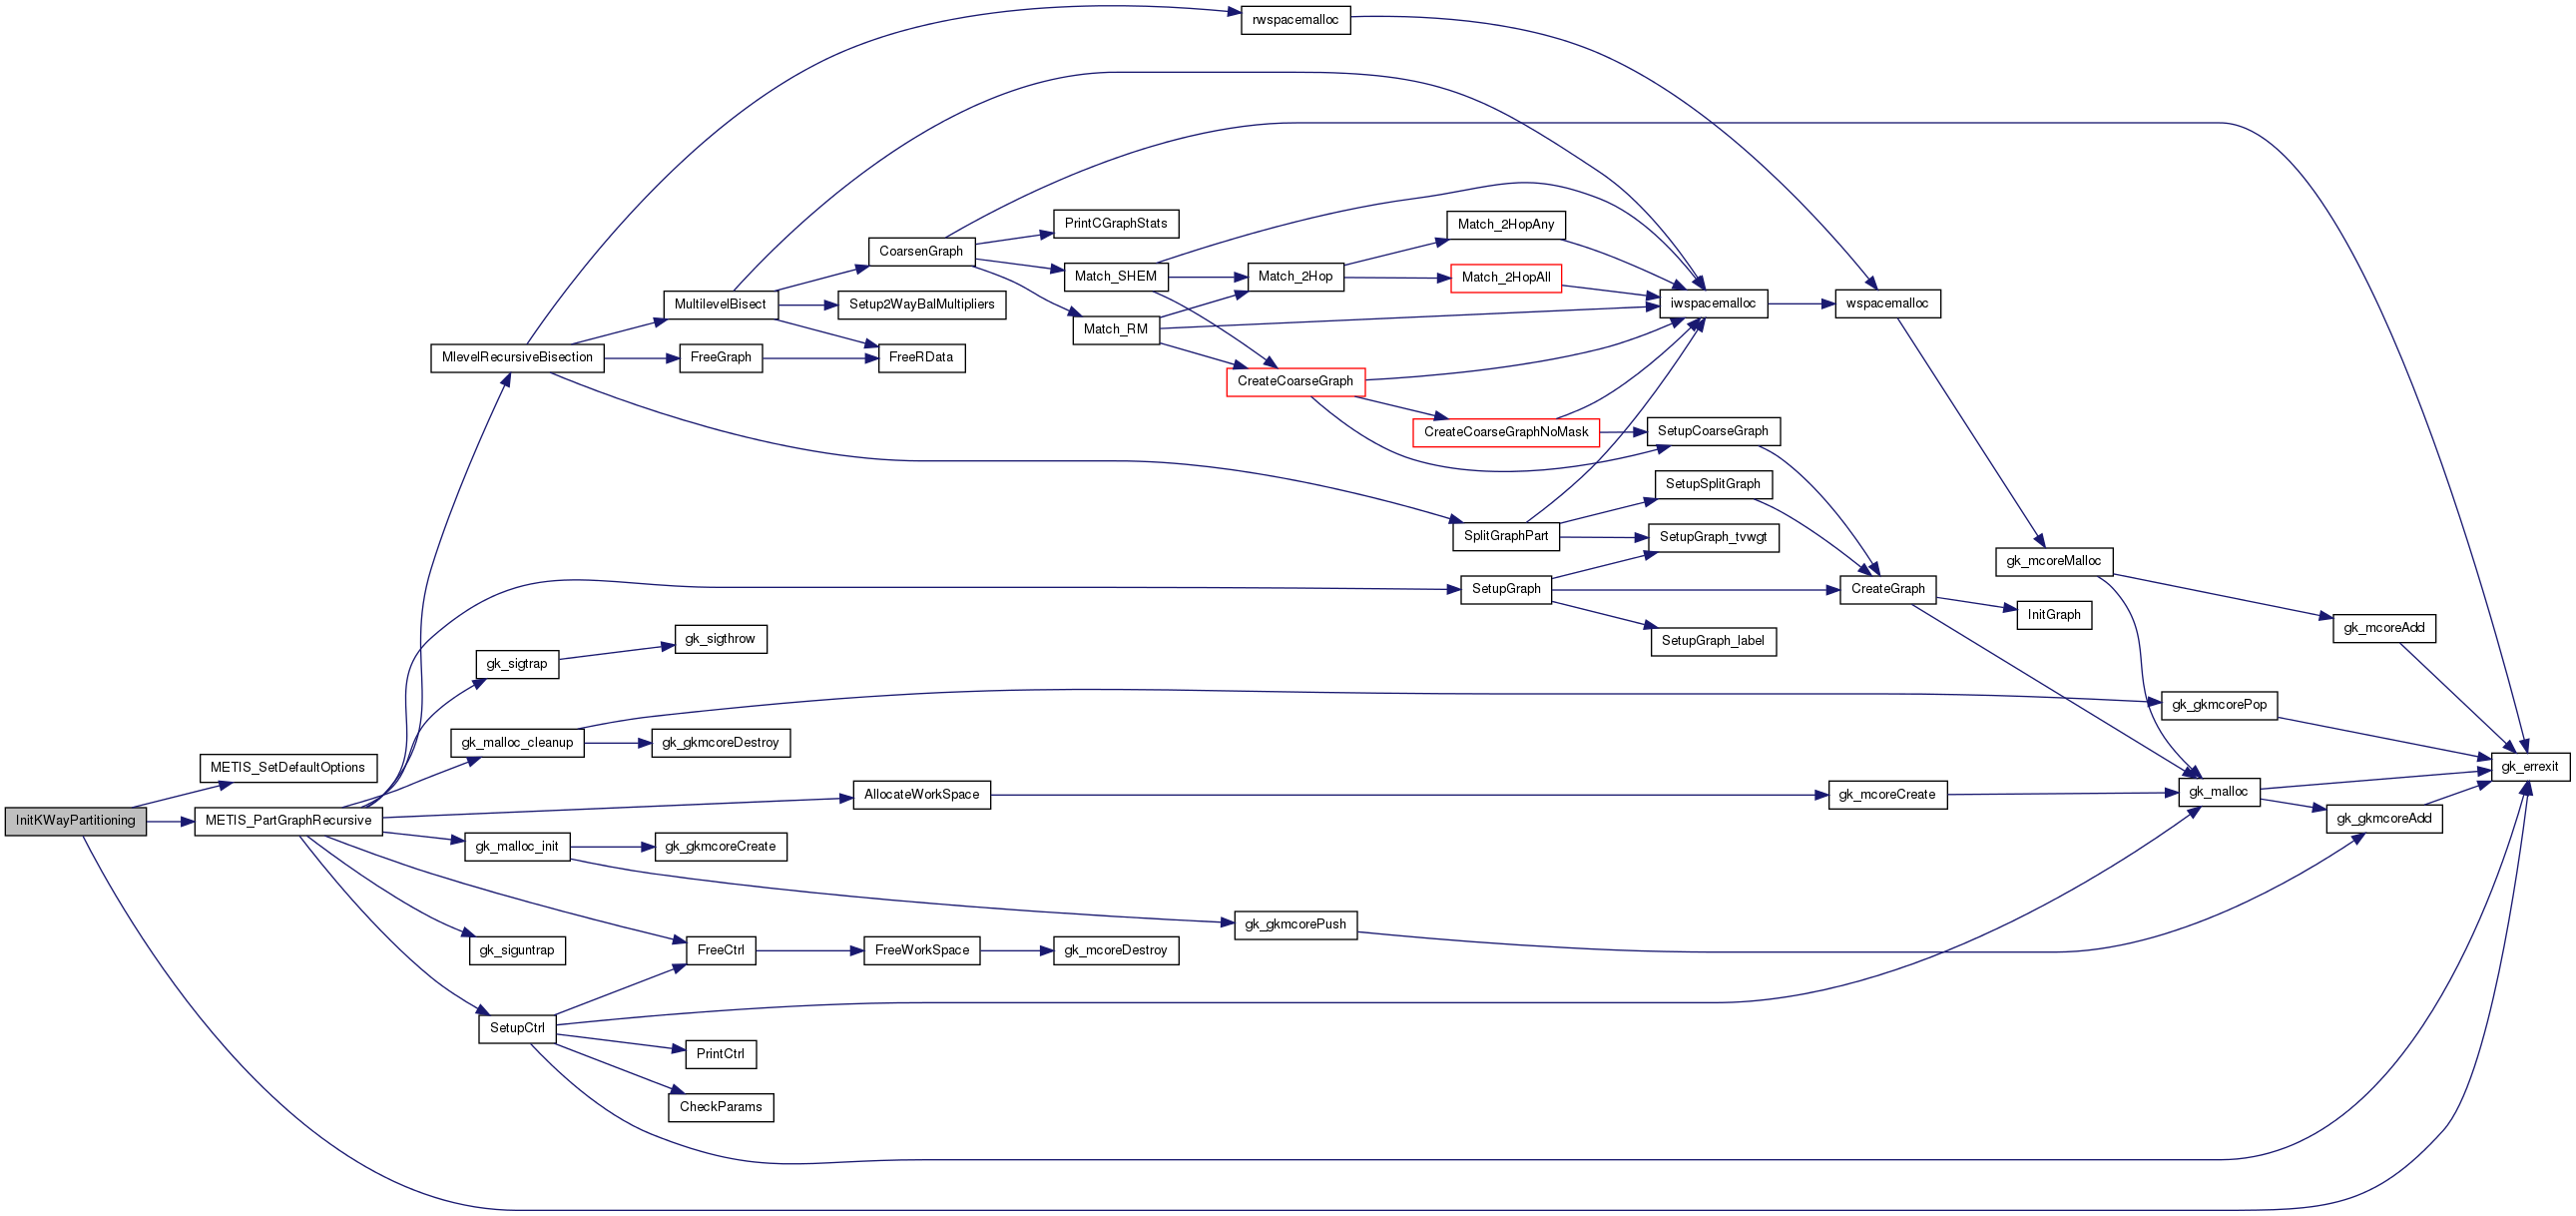 rwspacemalloc
PrintCGraphStats
Match_2HopAny
CoarsenGraph
Match_SHEM
Match_2Hop
Match_2HopAll
MultilevelBisect
Setup2WayBalMultipliers
iwspacemalloc
wspacemalloc
Match_RM
MlevelRecursiveBisection
FreeGraph
FreeRData
CreateCoarseGraph
CreateCoarseGraphNoMask
SetupCoarseGraph
SetupSplitGraph
SplitGraphPart
SetupGraph_tvwgt
gk_mcoreMalloc
SetupGraph
CreateGraph
InitGraph
gk_mcoreAdd
gk_sigthrow
SetupGraph_label
gk_sigtrap
gk_gkmcorePop
gk_malloc_cleanup
gk_gkmcoreDestroy
METIS_SetDefaultOptions
gk_errexit
AllocateWorkSpace
gk_mcoreCreate
gk_malloc
InitKWayPartitioning
METIS_PartGraphRecursive
gk_gkmcoreAdd
gk_malloc_init
gk_gkmcoreCreate
gk_gkmcorePush
gk_siguntrap
FreeCtrl
FreeWorkSpace
gk_mcoreDestroy
SetupCtrl
PrintCtrl
CheckParams